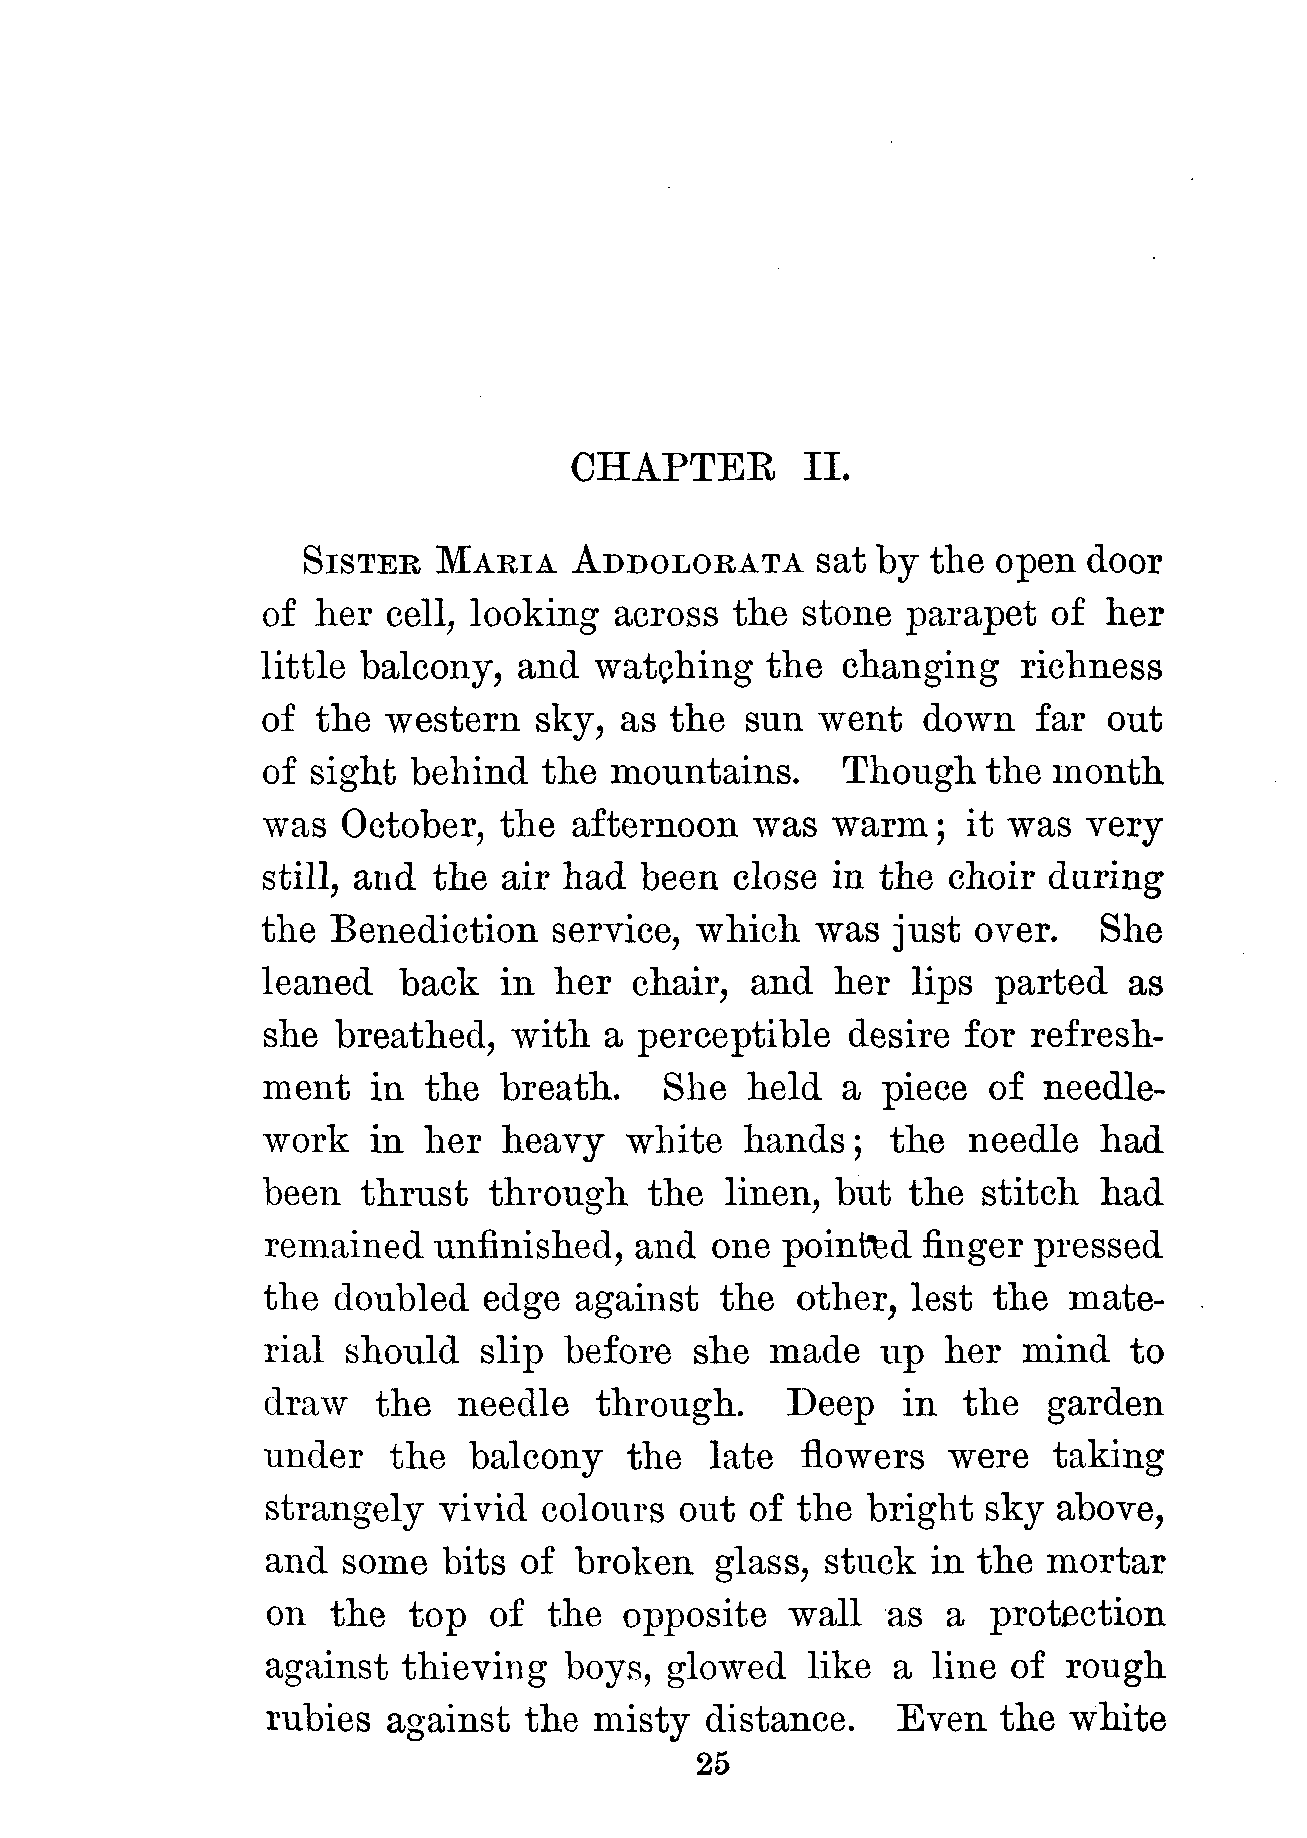 CHAPTER II.
Sister Maria Addolorata sat by the open door
of her cell, looking across the stone parapet of her
little balcony, and watching the changing richness
of the western sky, as the sun went down far out
of sight behind the mountains. Though the month
was October, the afternoon was warm; it was very
still, and the air had been close in the choir during
the Benediction service, which was just over. She
leaned back in her chair, and her lips parted as
she breathed, with a perceptible desire for refresh-
ment in the breath. She held a piece of needle-
work in her heavy white hands; the needle had
been thrust through the linen, but the stitch had
remained unfinished, and one pointed finger pressed
the doubled edge against the other, lest the mate-
rial should slip before she made up her mind to
draw the needle through. Deep in the garden
under the balcony the late flowers were taking
strangely vivid colours out of the bright sky above,
and some bits of broken glass, stuck in the mortar
on the top of the opposite wall as a protection
against thieving boys, glowed like a line of rough
rubies against the misty distance. Even the white
25